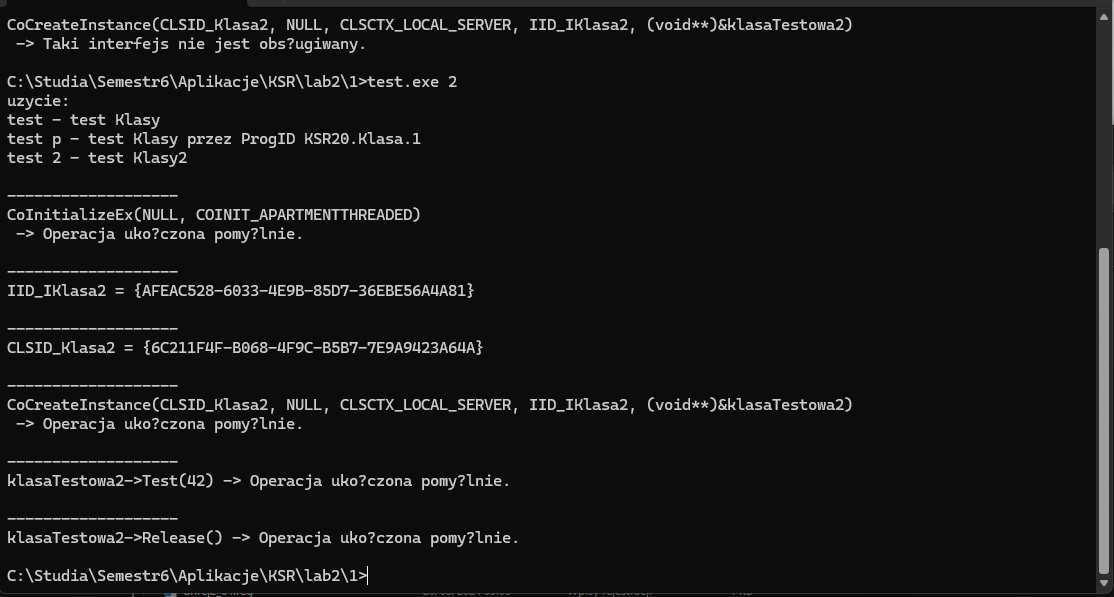 CoCreateInstance(CLSID_Klasa2, NULL, CLSCTX_LOCAL_SERVER, IID_IKlasa2, (void**)&klasaTestowa2)
-> Taki interfejs nie jest obs?ugiwany.
C:\Studia\Semestr6\Aplikacje\KSR\lab2\1>test.exe 2
uzycie:
test - test Klasy
test p - test Klasy przez ProgID KSR20.Klasa.1
test 2 - test Klasy2
-------------------
CoInitializeEx(NULL, COINIT_APARTMENTTHREADED)
-> Operacja uko?czona pomy?lnie.
-------------------
IID_IKlasa2 = {AFEAC528-6033-4E9B-85D7-36EBE56A4A81}
-------------------
CLSID_Klasa2 = {6C211F4F-B068-4F9C-B5B7-7E9A9423A64A}
-------------------
CoCreateInstance(CLSID_Klasa2, NULL, CLSCTX_LOCAL_SERVER, IID_IKlasa2, (void**)&klasaTestowa2)
-> Operacja uko?czona pomy?lnie.
-------------------
klasaTestowa2->Test(42) -> Operacja uko?czona pomy?lnie.
-------------------
klasaTestowa2->Release() -> Operacja uko?czona pomy?lnie.
C:\Studia\Semestr6\Aplikacje\KSR\lab2\1>